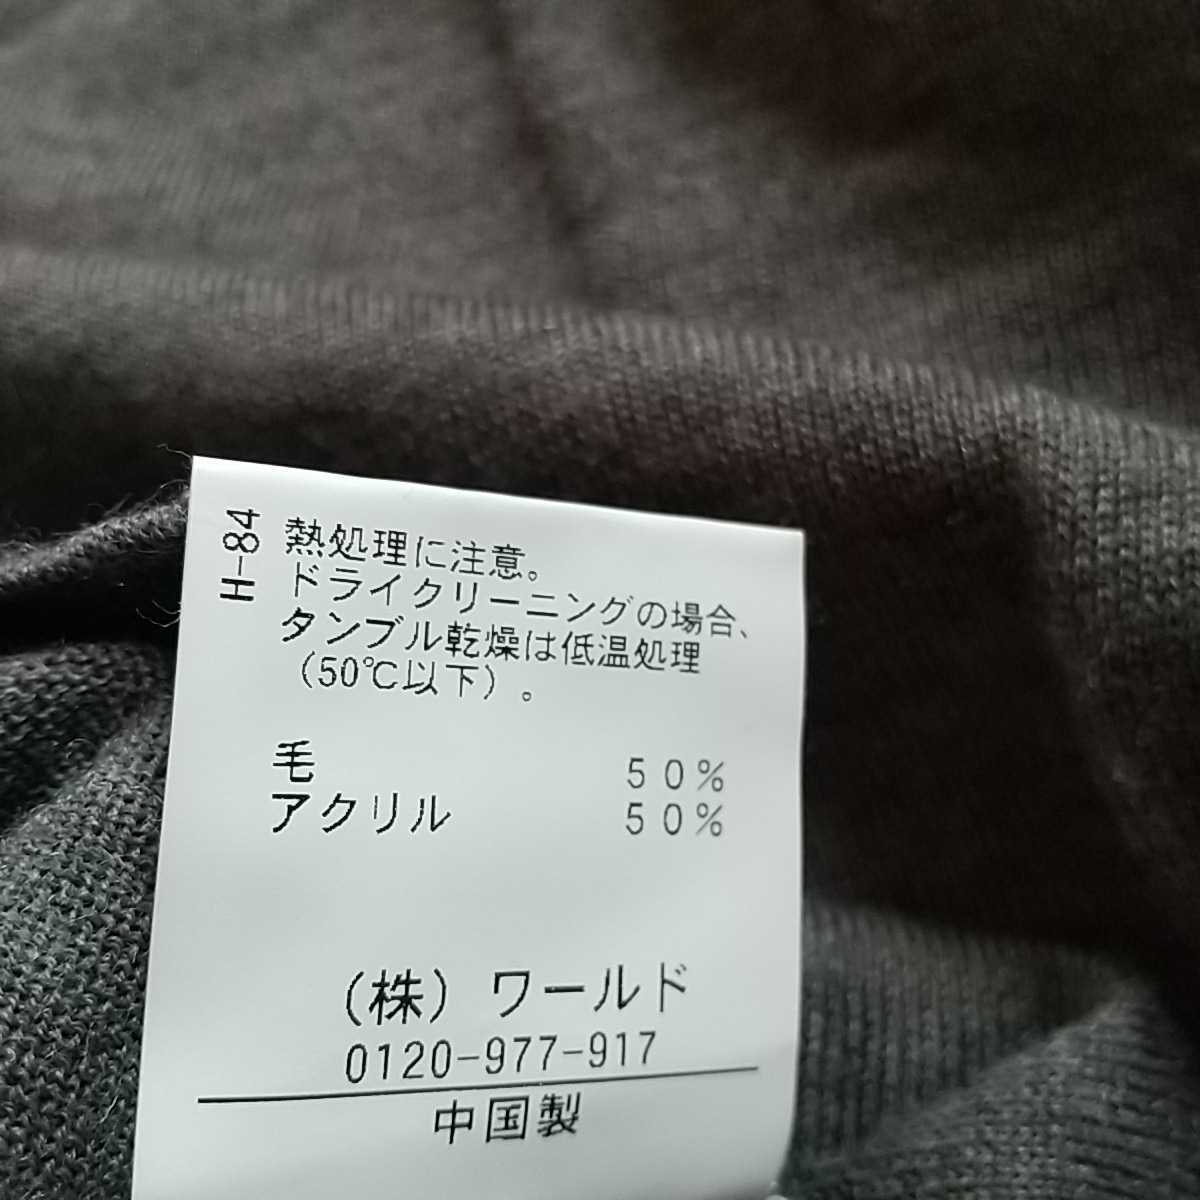 H-84
熱処理に注意。
ドライクリーニングの場合、
タンブル乾燥は低温処理
（50℃以下）。
毛 50％
アクリル 50％
（株）ワールド
0120-977-917
中国製